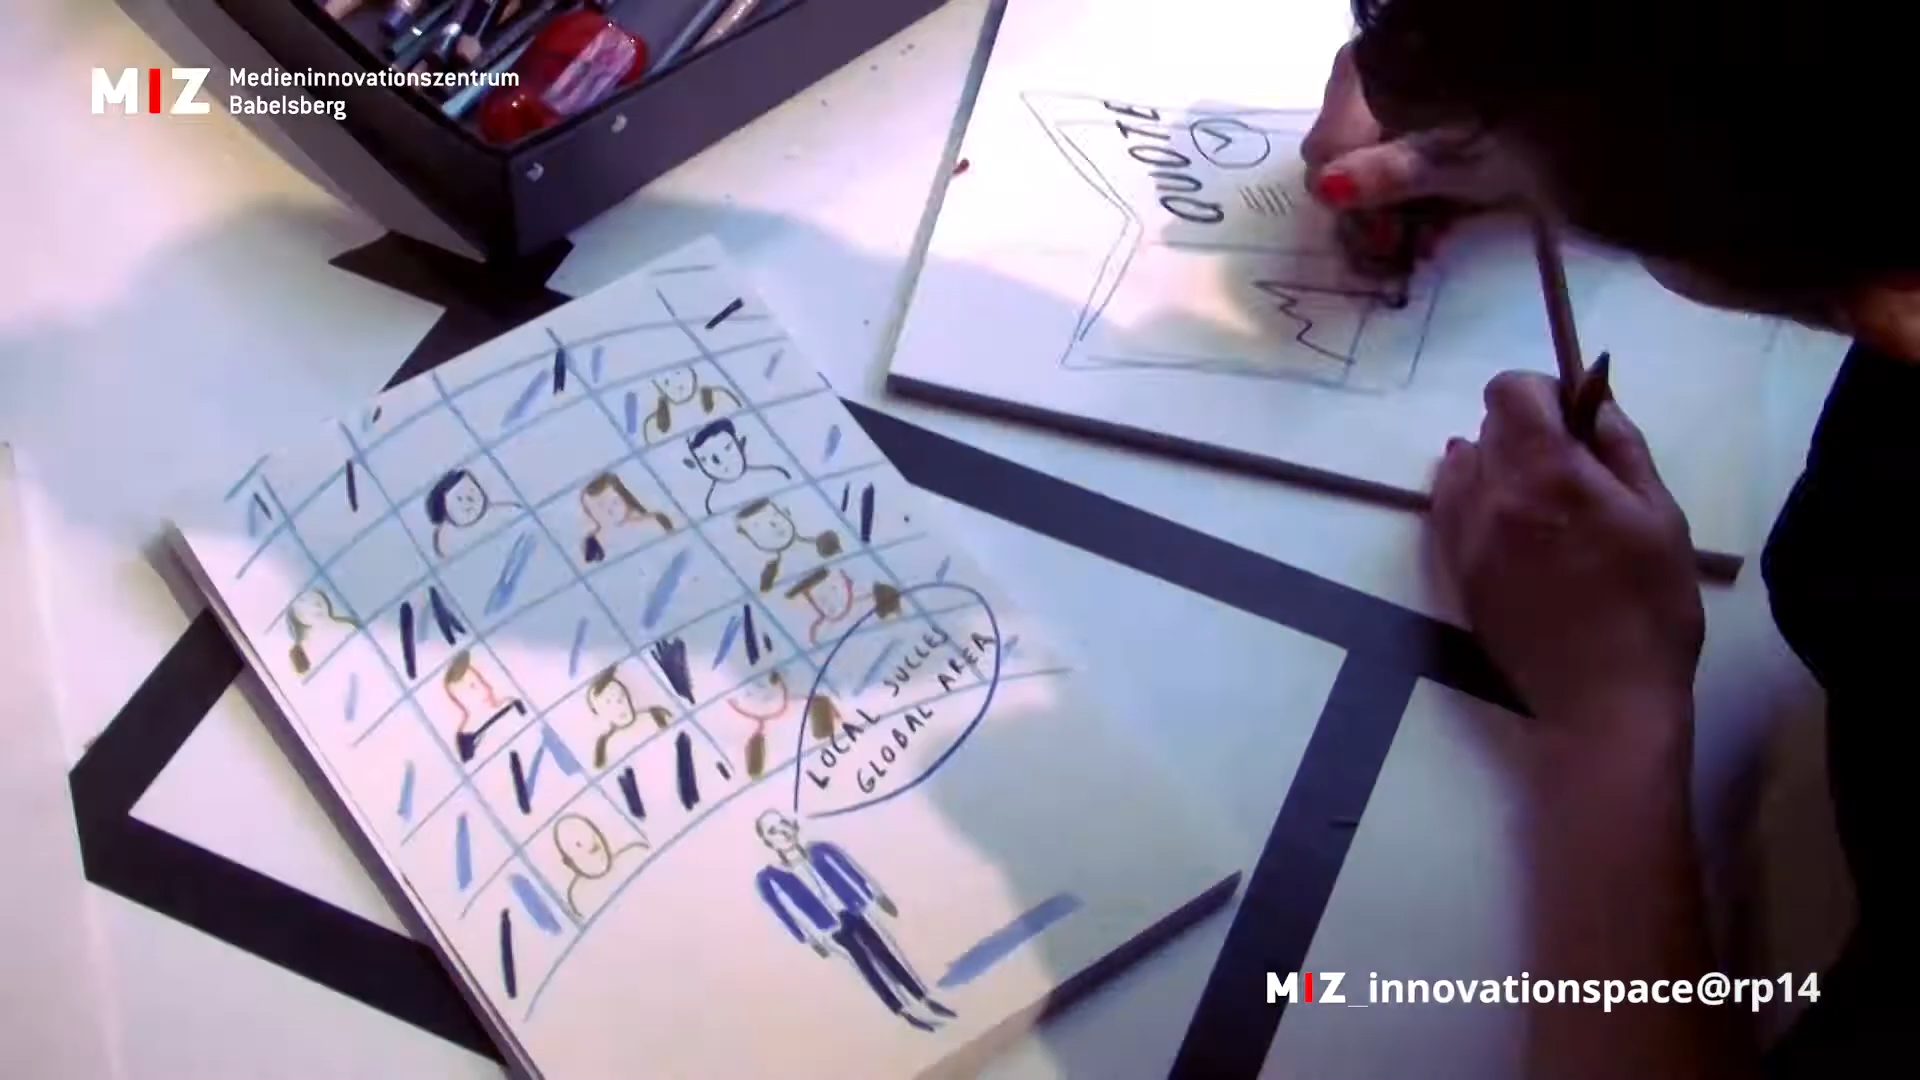 MIZ Medieninnovationszentrum
Babelsberg
QUOTE
LOCAL SUCCES
GLOBAL AREA
MIZ_innovationspace@rp14